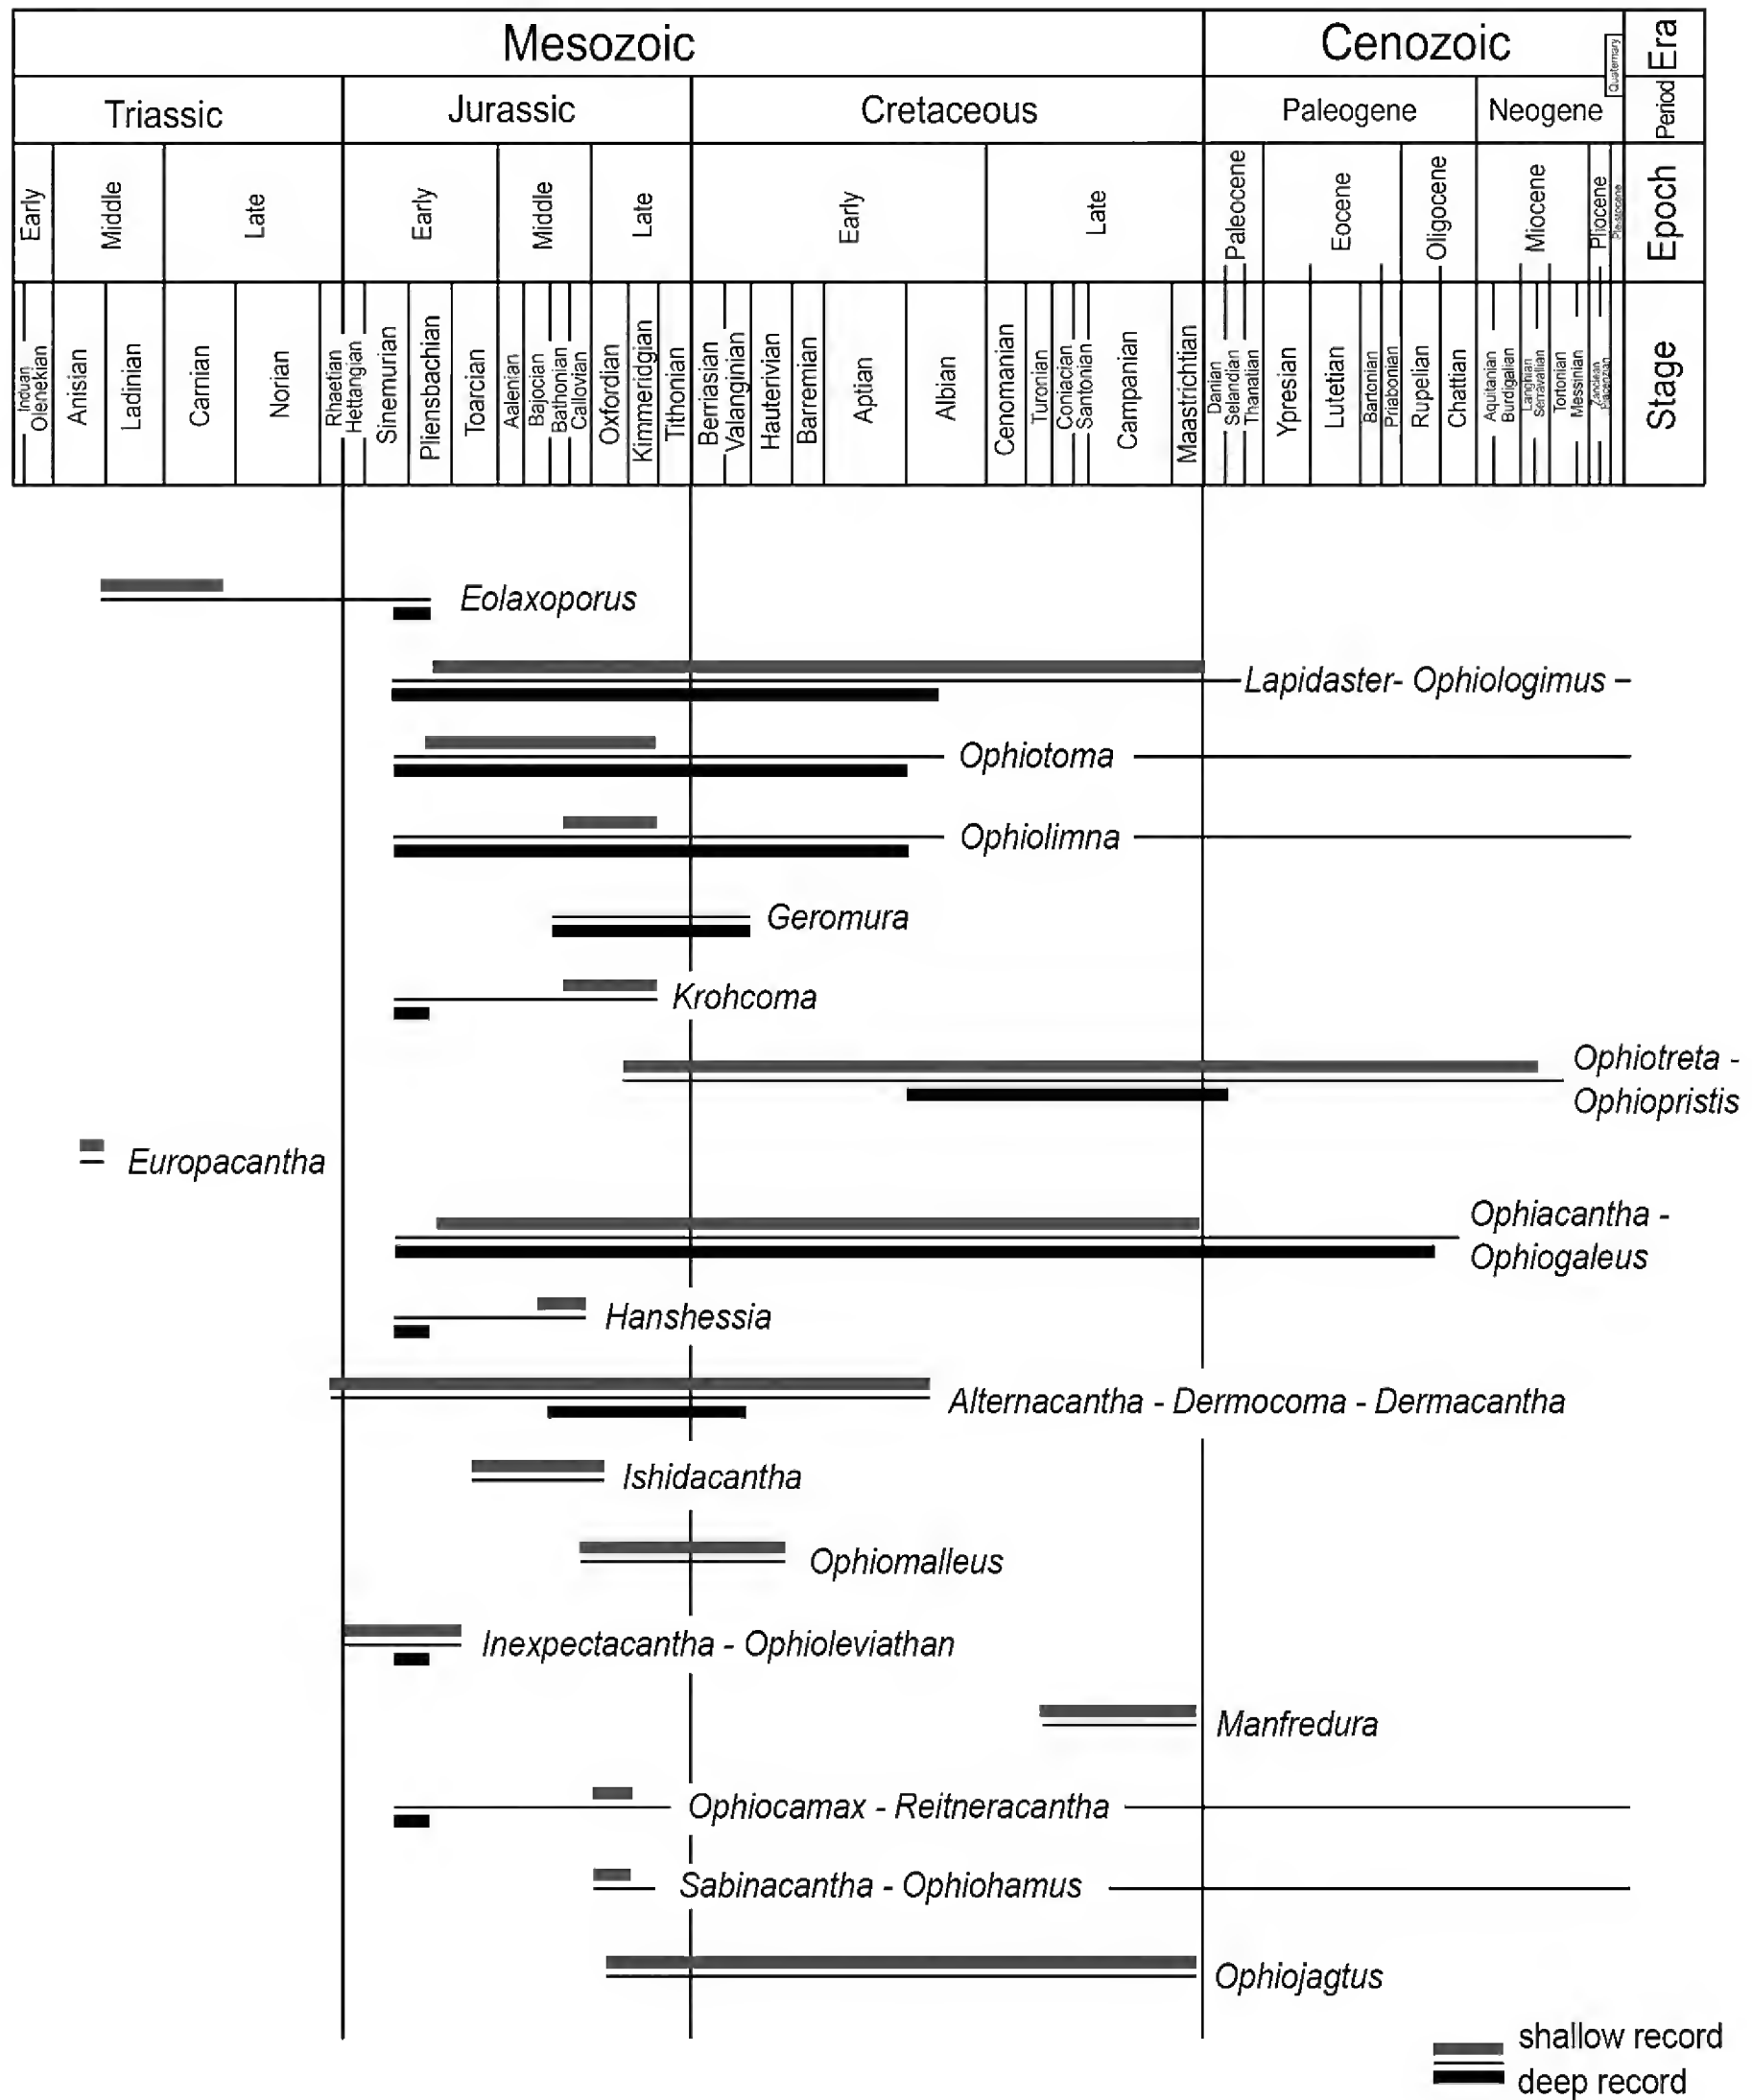 Mesozoic Cenozoic Era
Triassic Jurassic Cretaceous Paleogene Neogene Quaternary Period
Early Middle Late Early Middle Late Early Late Paleocene Eocene Oligocene Miocene Pliocene Pleistocene Epoch
Induan Olenekian Anisian Ladinian Carnian Norian Rhaetian Hettangian Sinemurian Pliensbachian Toarcian Aalenian Bajocian Bathonian Callovian Oxfordian Kimmeridgian Tithonian Berriasian Valanginian Hauterivian Barremian Aptian Albian Cenomanian Turonian Coniacian Santonian Campanian Maastrichtian Danian Selandian Thanatian Ypresian Lutetian Bartonian Priabonian Rupelian Chattian Aquitanian Burdigalian Langhian Serravallian Tortonian Messinian Zanclean Piacenzian Stage
Eolaxoporus
Lapidaster- Ophiologimus
Ophiotoma
Ophiolimna
Geromura
Krohcoma
Ophiotreta -
Ophiopristis
Europacantha
Ophiacantha -
Ophiogaleus
Hanshessia
Alternacantha - Dermocoma - Dermacantha
Ishidacantha
Ophiomalleus
Inexpectacantha - Ophioleviathan
Manfredura
Ophiocamax - Reitneracantha
Sabinacantha - Ophiohamus
Ophiojagtus
shallow record
deep record